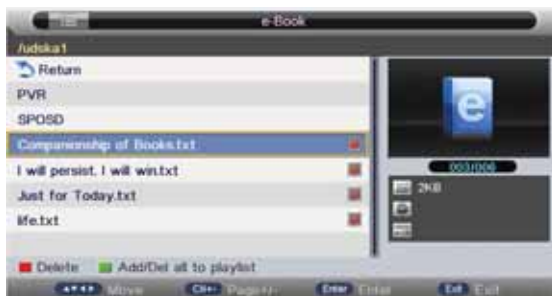 e-Book
/udska1
Return
PVR
SPOSD
Companionship of Books.txt
I will persist. I will win.txt
Just for Today.txt
life.txt
003/006
2KB
Delete Add/Del all to playlist
Move CH+- Page+/- Enter Enter Exit Exit